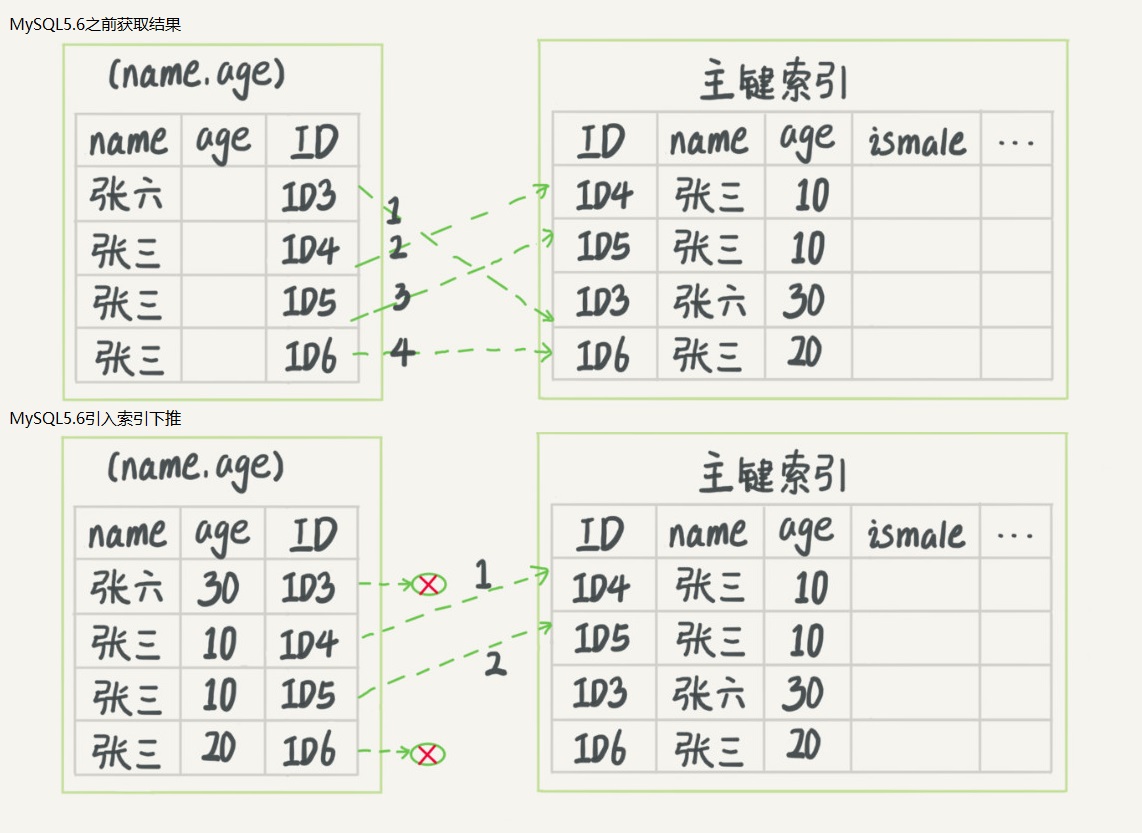 MySQL5.6之前获取结果
(name.age) 主键索引
name age ID ID name age ismale ...
张六 ID3 1 ID4 张三 10
张三 ID4 2 ID5 张三 10
张三 ID5 3 ID3 张六 30
张三 ID6 4 ID6 张三 20
MySQL5.6引入索引下推
(name.age) 主键索引
name age ID ID name age ismale ...
张六 30 ID3 1 ID4 张三 10
张三 10 ID4 2 ID5 张三 10
张三 10 ID5 ID3 张六 30
张三 20 ID6 ID6 张三 20